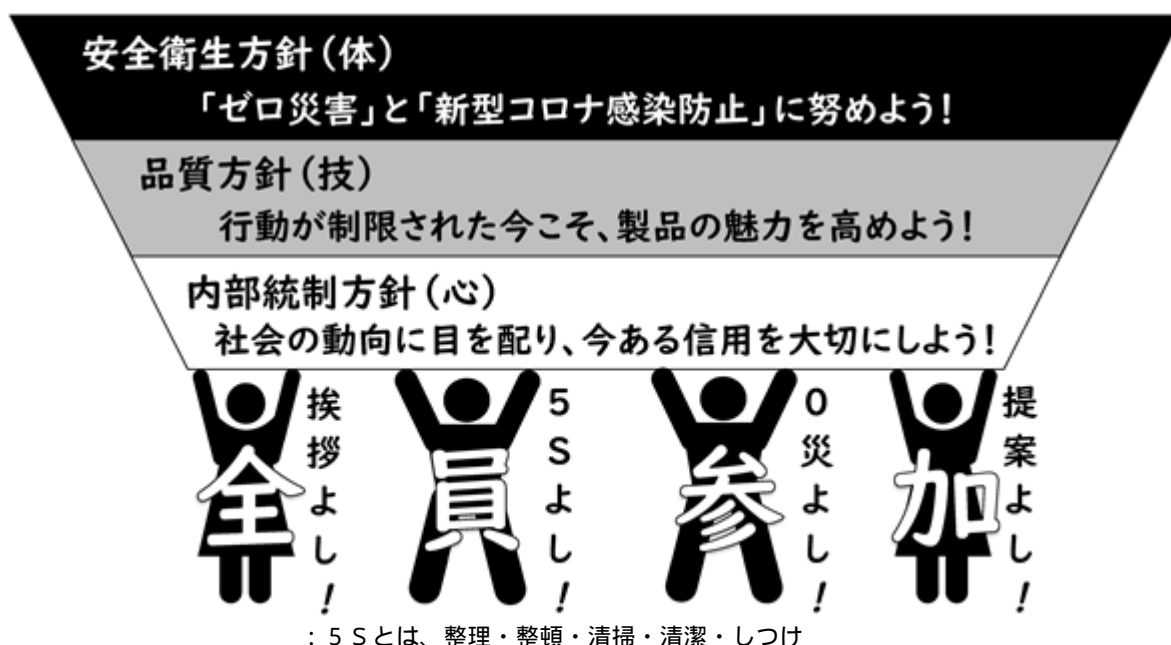 安全衛生方針(体)
「ゼロ災害」と「新型コロナ感染防止」に努めよう!
品質方針(技)
行動が制限された今こそ、製品の魅力を高めよう!
内部統制方針(心)
社会の動向に目を配り、今ある信用を大切にしよう!
全員参加
挨拶よし!
5Sよし!
0災よし!
提案よし!
:5Sとは、整理・整頓・清掃・清潔・しつけ